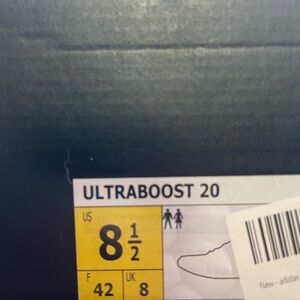 ULTRABOOST 20
US
8 1/2
F UK
42 8
New - adidas